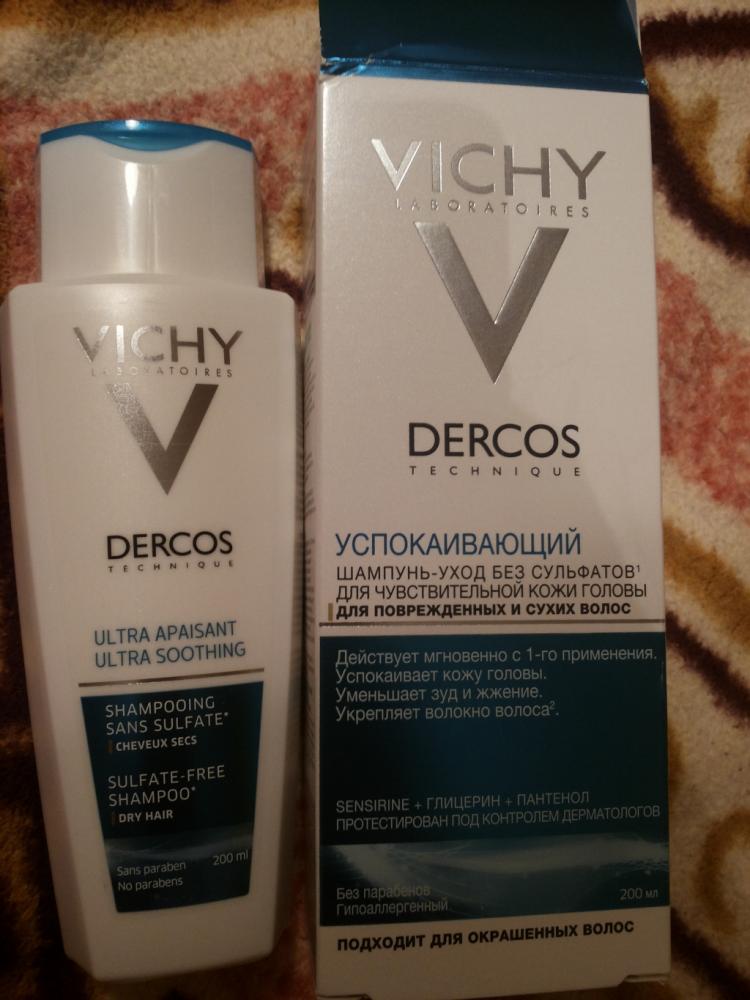 VICHY
LABORATOIRES
V
DERCOS
TECHNIQUE
ULTRA APAISANT
ULTRA SOOTHING
SHAMPOOING
SANS SULFATE*
CHEVEUX SECS
SULFATE-FREE
SHAMPOO*
DRY HAIR
Sans paraben
No parabens
200 ml
VICHY
LABORATOIRES
V
DERCOS
TECHNIQUE
УСПОКАИВАЮЩИЙ
ШАМПУНЬ-УХОД БЕЗ СУЛЬФАТОВ¹
ДЛЯ ЧУВСТВИТЕЛЬНОЙ КОЖИ ГОЛОВЫ
ДЛЯ ПОВРЕЖДЕННЫХ И СУХИХ ВОЛОС
Действует мгновенно с 1-го применения.
Успокаивает кожу головы.
Уменьшает зуд и жжение.
Укрепляет волокно волоса².
SENSIRINE + ГЛИЦЕРИН + ПАНТЕНОЛ
ПРОТЕСТИРОВАН ПОД КОНТРОЛЕМ ДЕРМАТОЛОГОВ
Без парабенов
Гипоаллергенный
200 мл
ПОДХОДИТ ДЛЯ ОКРАШЕННЫХ ВОЛОС